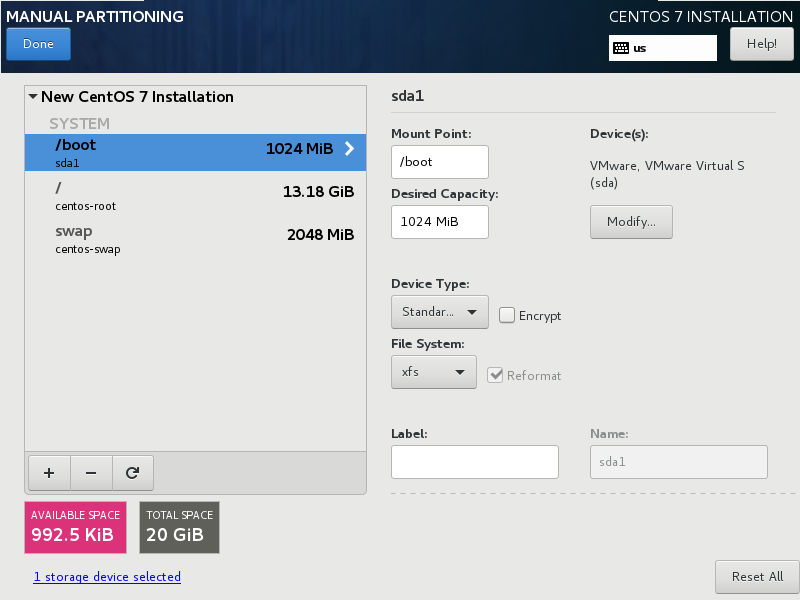 MANUAL PARTITIONING
CENTOS 7 INSTALLATION
Done
us
Help!
New CentOS 7 Installation
SYSTEM
/boot
1024 MiB
sda1
/
13.18 GiB
centos-root
swap
2048 MiB
centos-swap
AVAILABLE SPACE
992.5 KiB
TOTAL SPACE
20 GiB
1 storage device selected
sda1
Mount Point:
/boot
Desired Capacity:
1024 MiB
Device(s):
VMware, VMware Virtual S
(sda)
Modify...
Device Type:
Standar...
Encrypt
File System:
xfs
Reformat
Label:
Name:
sda1
Reset All